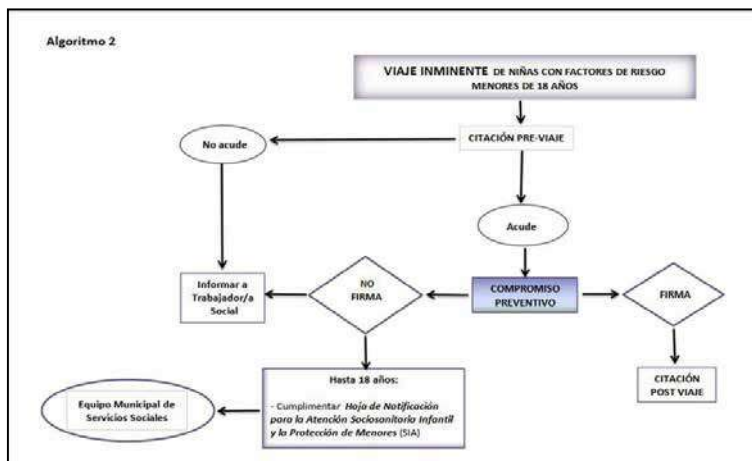 Algoritmo 2
VIAJE INMINENTE DE NIÑAS CON FACTORES DE RIESGO
MENORES DE 18 AÑOS
CITACIÓN PRE-VIAJE
No acude
Acude
Informar a
Trabajador/a
Social
NO
FIRMA
COMPROMISO
PREVENTIVO
FIRMA
CITACIÓN
POST VIAJE
Hasta 18 años:
- Cumplimentar Hoja de Notificación
para la Atención Sociosanitaria Infantil
y la Protección de Menores (SIA)
Equipo Municipal de
Servicios Sociales